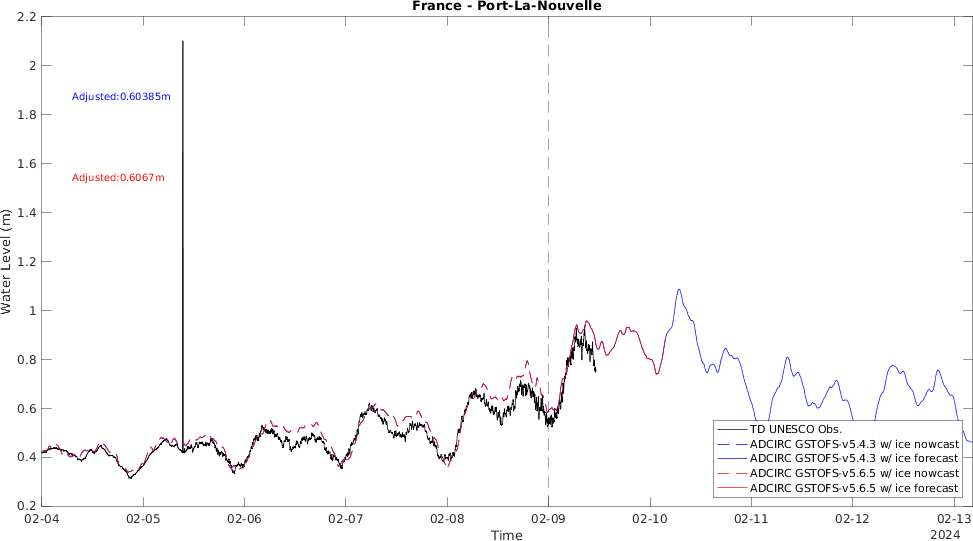 France - Port-La-Nouvelle
2.2
2
1.8
1.6
1.4
1.2
1
0.8
0.6
0.4
0.2
Water Level (m)
Adjusted:0.60385m
Adjusted:0.6067m
TD UNESCO Obs.
ADCIRC GSTOFS-v5.4.3 w/ ice nowcast
ADCIRC GSTOFS-v5.4.3 w/ ice forecast
ADCIRC GSTOFS-v5.6.5 w/ ice nowcast
ADCIRC GSTOFS-v5.6.5 w/ ice forecast
02-04 02-05 02-06 02-07 02-08 02-09 02-10 02-11 02-12 02-13
Time
2024